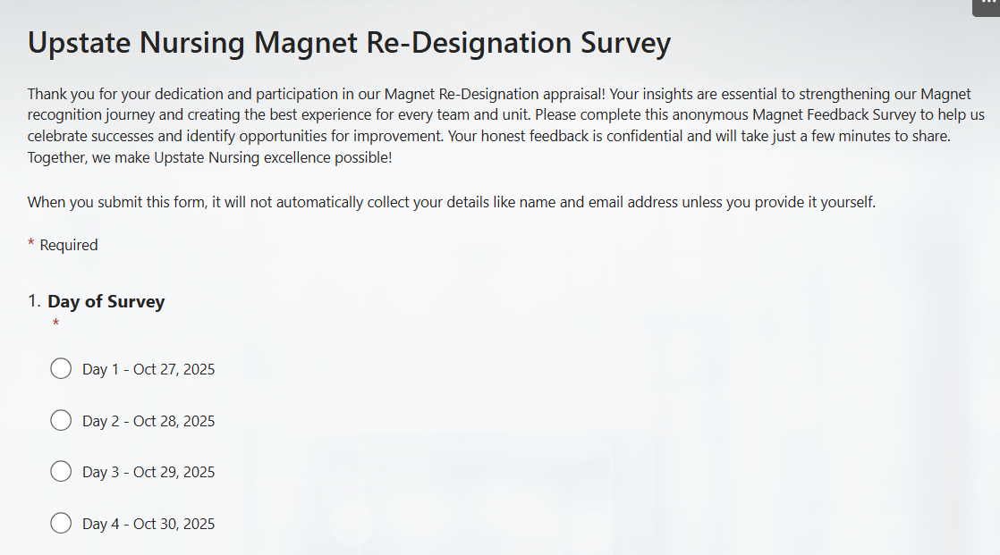 Upstate Nursing Magnet Re-Designation Survey
Thank you for your dedication and participation in our Magnet Re-Designation appraisal! Your insights are essential to strengthening our Magnet
recognition journey and creating the best experience for every team and unit. Please complete this anonymous Magnet Feedback Survey to help us
celebrate successes and identify opportunities for improvement. Your honest feedback is confidential and will take just a few minutes to share.
Together, we make Upstate Nursing excellence possible!
When you submit this form, it will not automatically collect your details like name and email address unless you provide it yourself.
* Required
1. Day of Survey
*
Day 1 - Oct 27, 2025
Day 2 - Oct 28, 2025
Day 3 - Oct 29, 2025
Day 4 - Oct 30, 2025